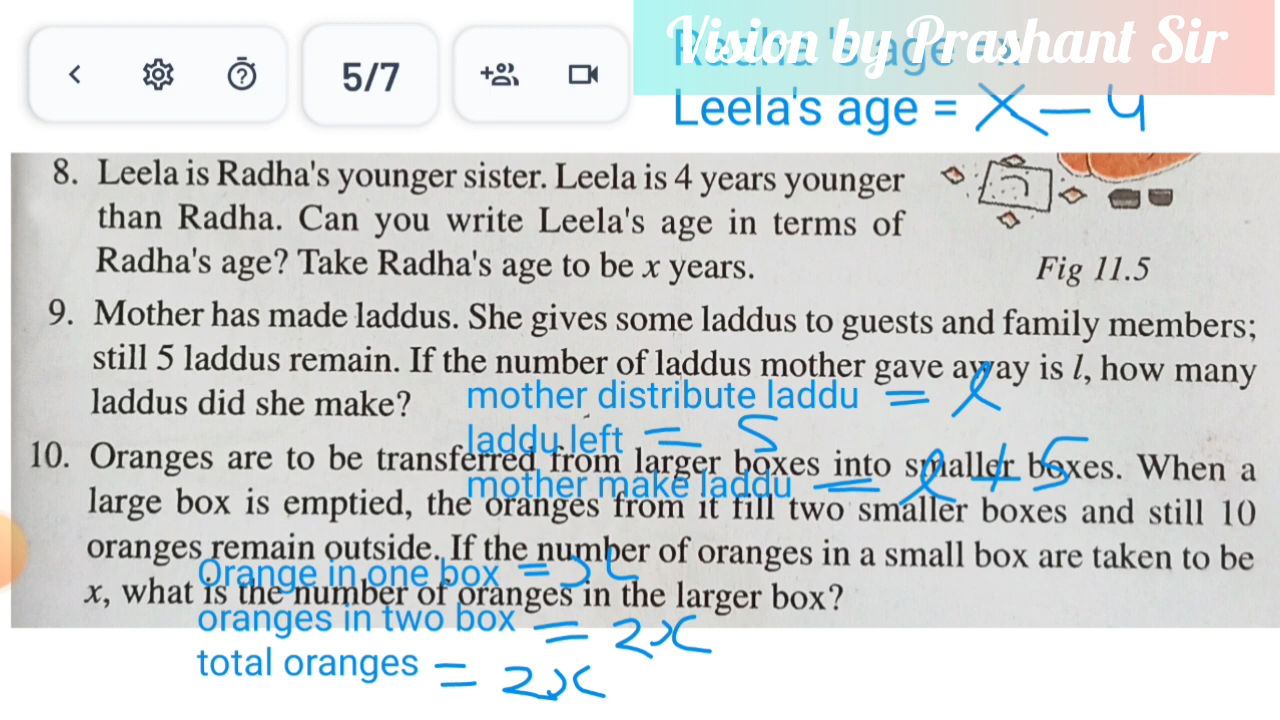 5/7
Vision by Prashant Sir
Radha's age = x
Leela's age = x - 4
8. Leela is Radha's younger sister. Leela is 4 years younger
than Radha. Can you write Leela's age in terms of
Radha's age? Take Radha's age to be x years.
Fig 11.5
9. Mother has made laddus. She gives some laddus to guests and family members;
still 5 laddus remain. If the number of laddus mother gave away is l, how many
laddus did she make?
mother distribute laddu = l
laddu left = 5
10. Oranges are to be transferred from larger boxes into smaller boxes. When a
mother make laddu = l + 5
large box is emptied, the oranges from it fill two smaller boxes and still 10
oranges remain outside. If the number of oranges in a small box are taken to be
Orange in one box = x
x, what is the number of oranges in the larger box?
oranges in two box = 2x
total oranges = 2x